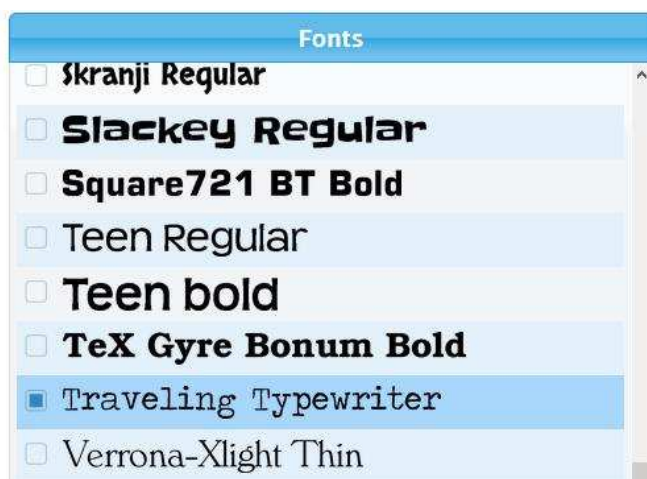 Fonts
Skranji Regular
Slackey Regular
Square721 BT Bold
Teen Regular
Teen bold
TeX Gyre Bonum Bold
Traveling Typewriter
Verrona-Xlight Thin